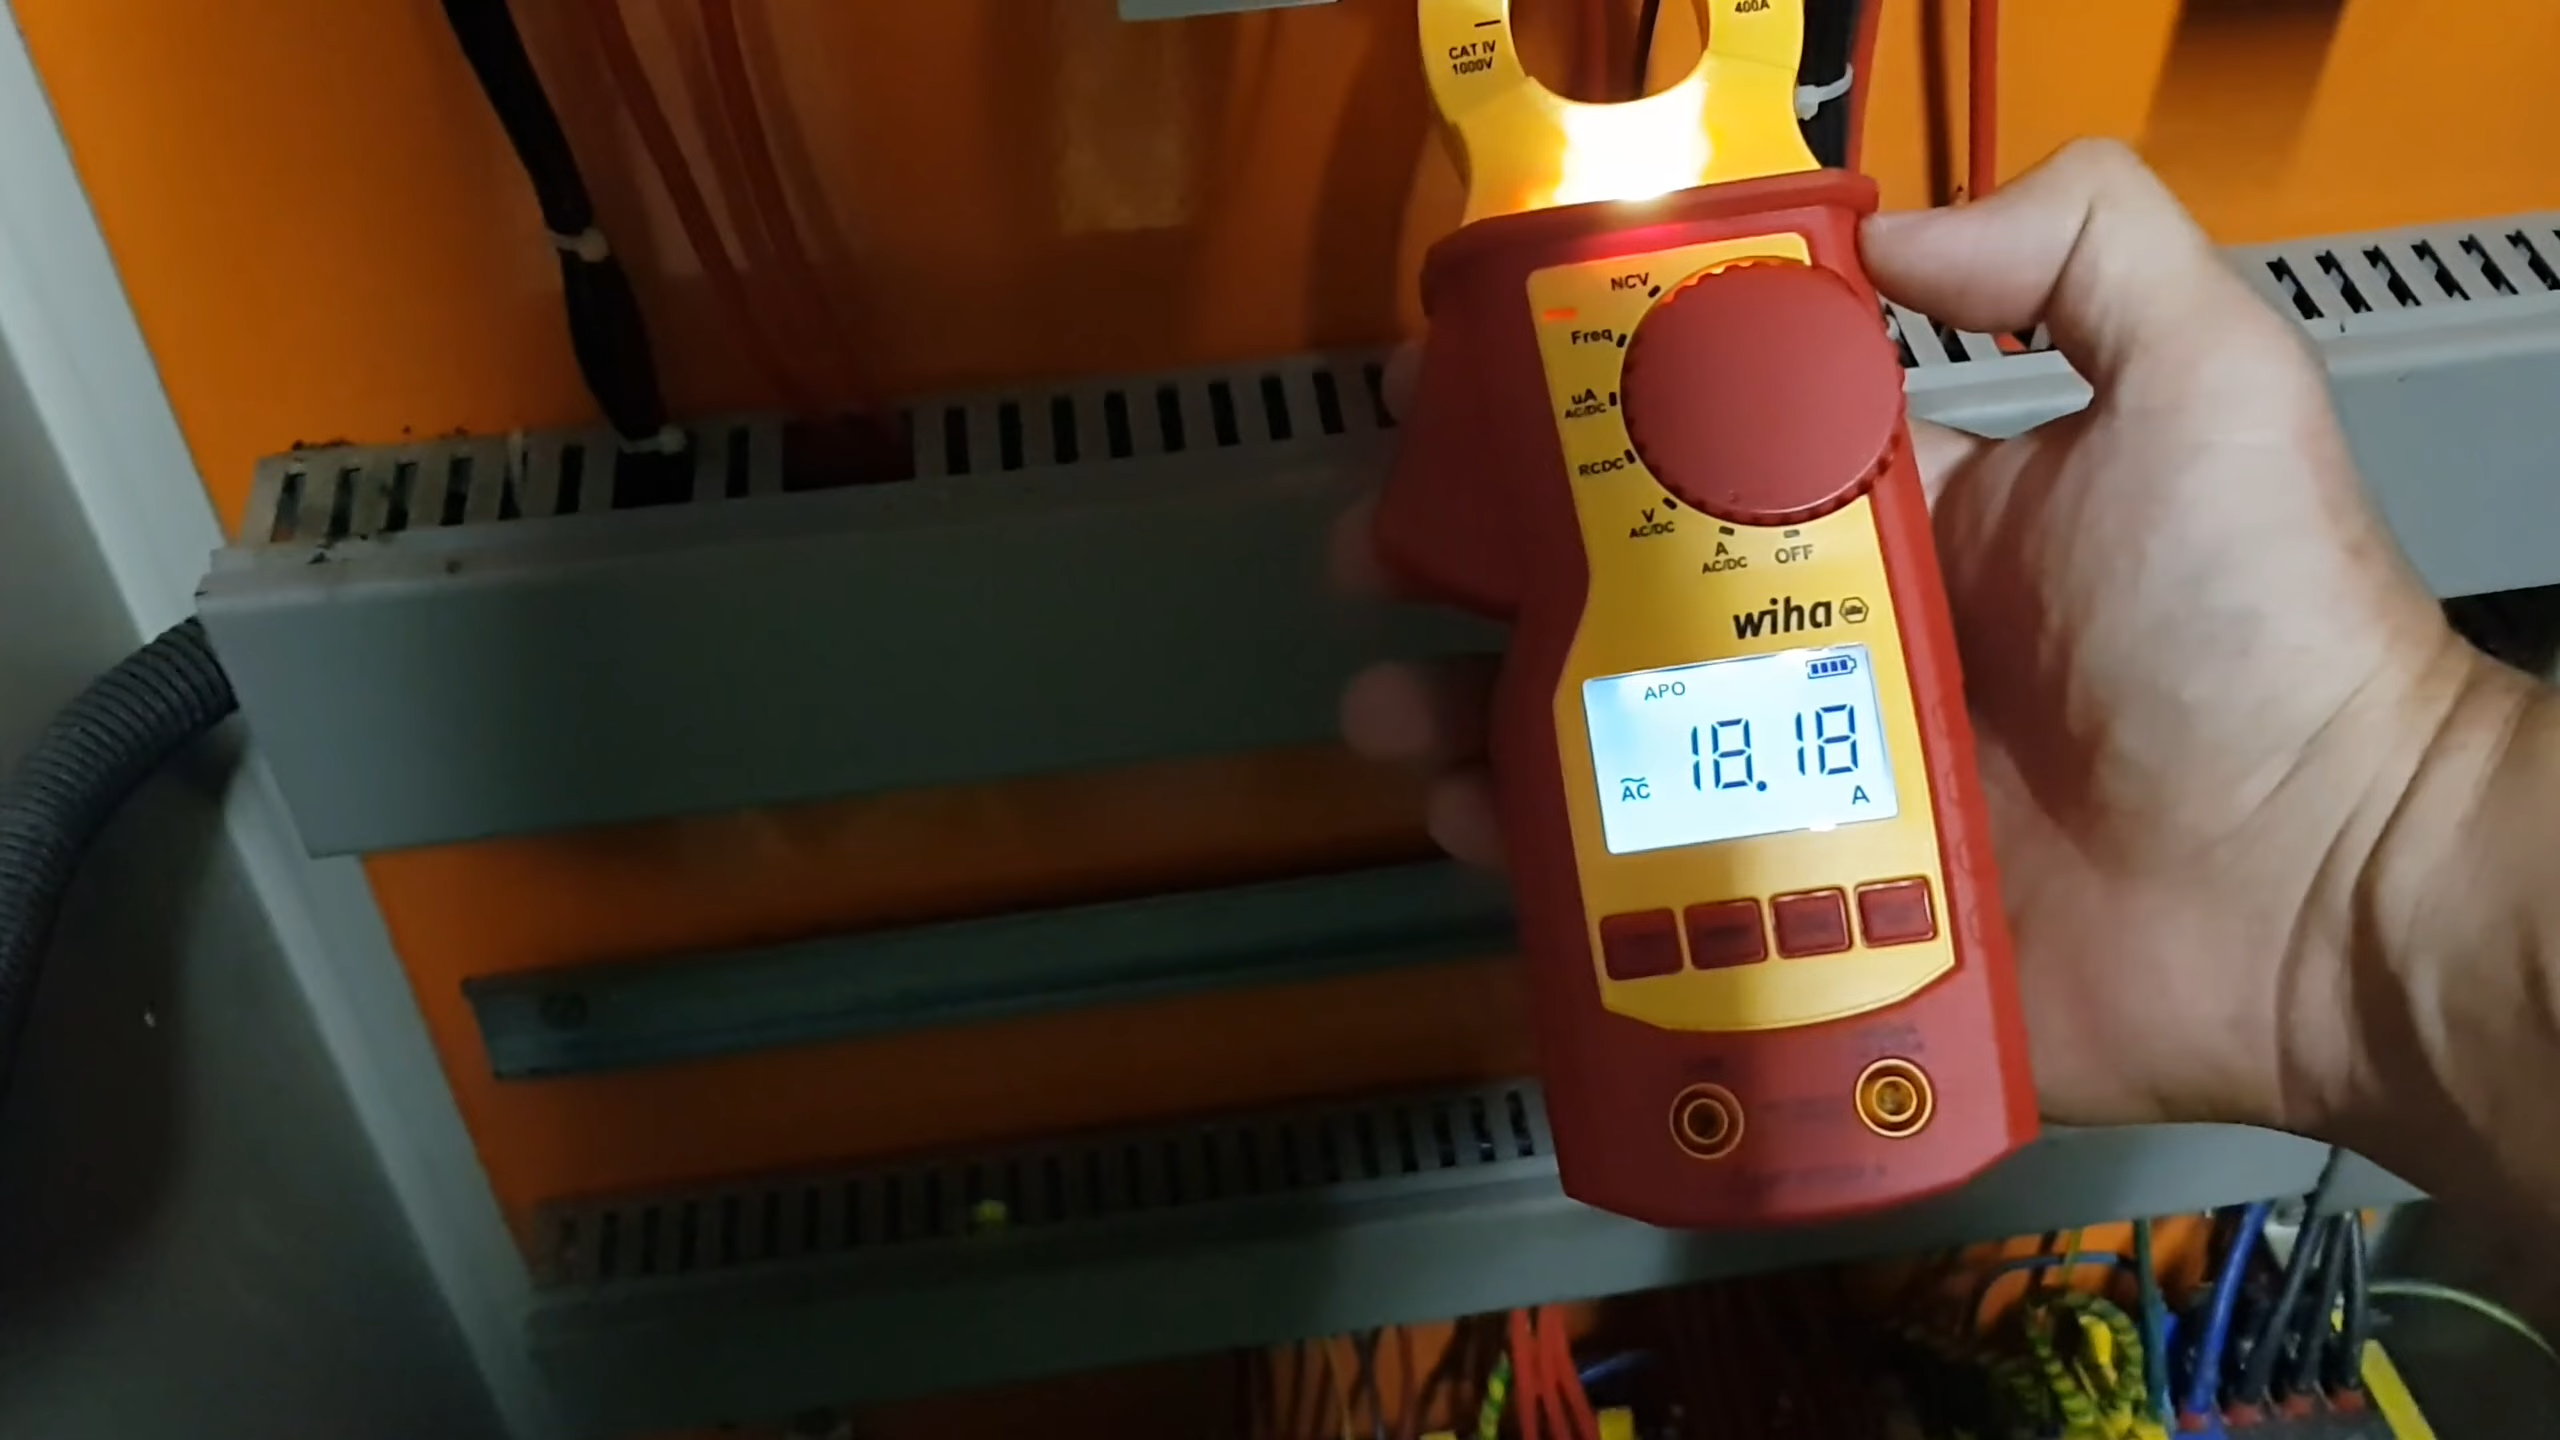 400A
CAT IV
1000V
NCV
Freq
uA
AC/DC
RCDC
V
AC/DC
A
AC/DC
OFF
wiha
APO
18.18
AC
A